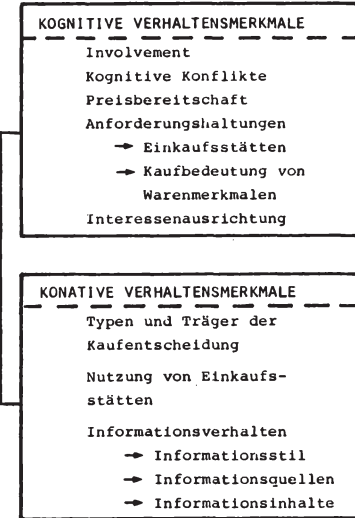 KOGNITIVE VERHALTENSMERKMALE
Involvement
Kognitive Konflikte
Preisbereitschaft
Anforderungshaltungen
→ Einkaufsstätten
→ Kaufbedeutung von
Warenmerkmalen
Interessenausrichtung
KONATIVE VERHALTENSMERKMALE
Typen und Träger der
Kaufentscheidung
Nutzung von Einkaufs-
stätten
Informationsverhalten
→ Informationsstil
→ Informationsquellen
→ Informationsinhalte